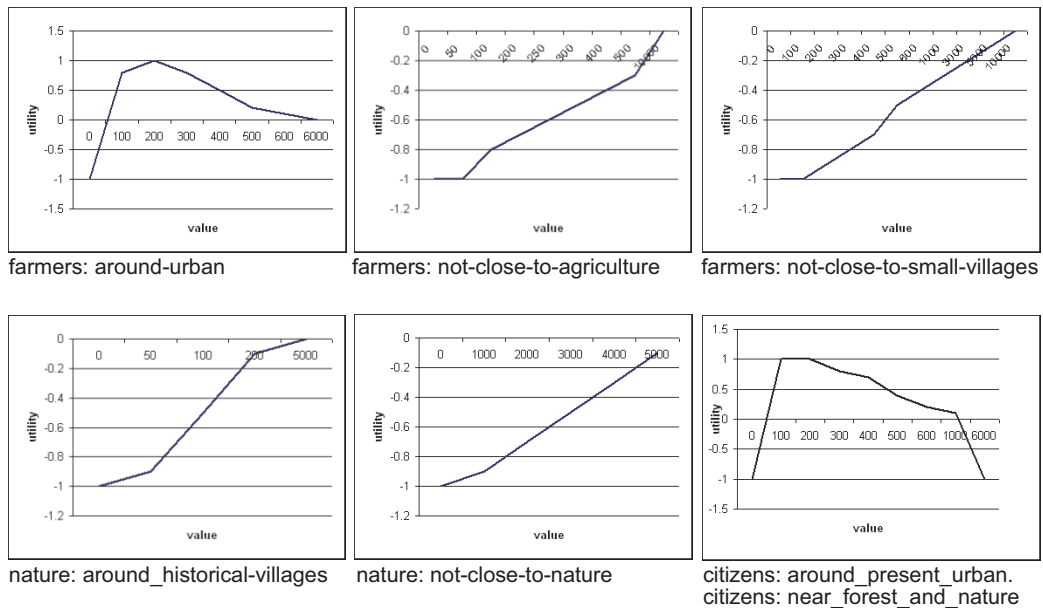 1.5
1
0.5
0
-0.5
-1
-1.5
utility
0 100 200 300 400 500 600 6000
value
farmers: around-urban
0
-0.2
-0.4
-0.6
-0.8
-1
-1.2
utility
0 50 100 200 300 400 500 10000
value
farmers: not-close-to-agriculture
0
-0.2
-0.4
-0.6
-0.8
-1
-1.2
utility
0 100 200 1000 3000 10000
value
farmers: not-close-to-small-villages
0
-0.2
-0.4
-0.6
-0.8
-1
-1.2
utility
0 50 100 200 5000
value
nature: around_historical-villages
0
-0.2
-0.4
-0.6
-0.8
-1
-1.2
utility
0 1000 2000 3000 4000 5000
value
nature: not-close-to-nature
1.5
1
0.5
0
-0.5
-1
-1.5
utility
0 100 200 300 400 500 600 1000 6000
value
citizens: around_present_urban.
citizens: near_forest_and_nature